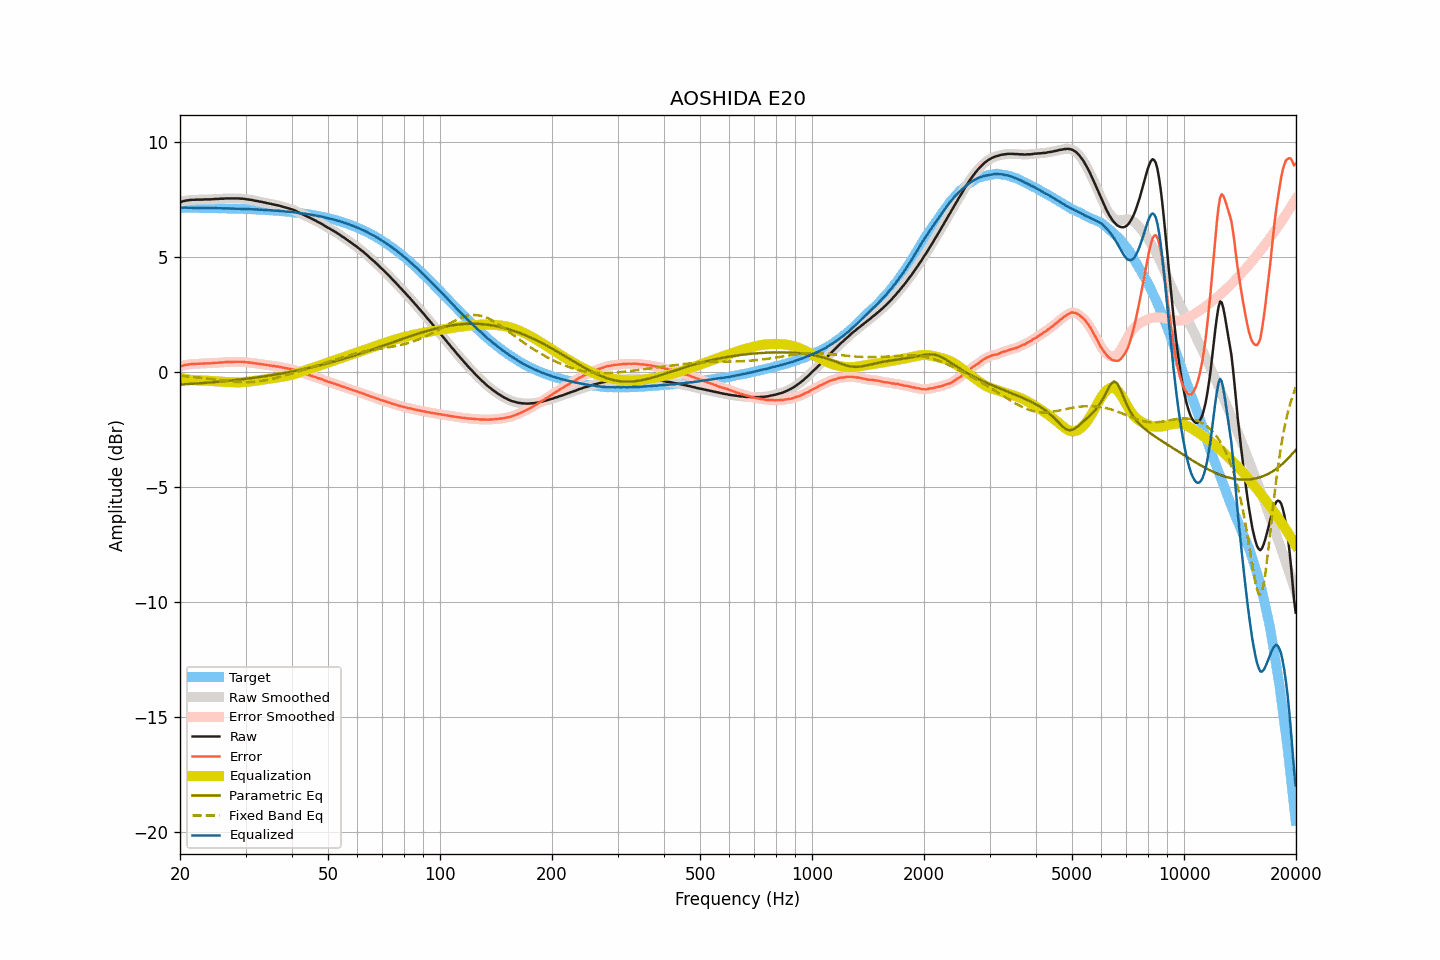 AOSHIDA E20
10
5
0
−5
−10
−15
−20
Amplitude (dBr)
Target
Raw Smoothed
Error Smoothed
Raw
Error
Equalization
Parametric Eq
Fixed Band Eq
Equalized
20 50 100 200 500 1000 2000 5000 10000 20000
Frequency (Hz)